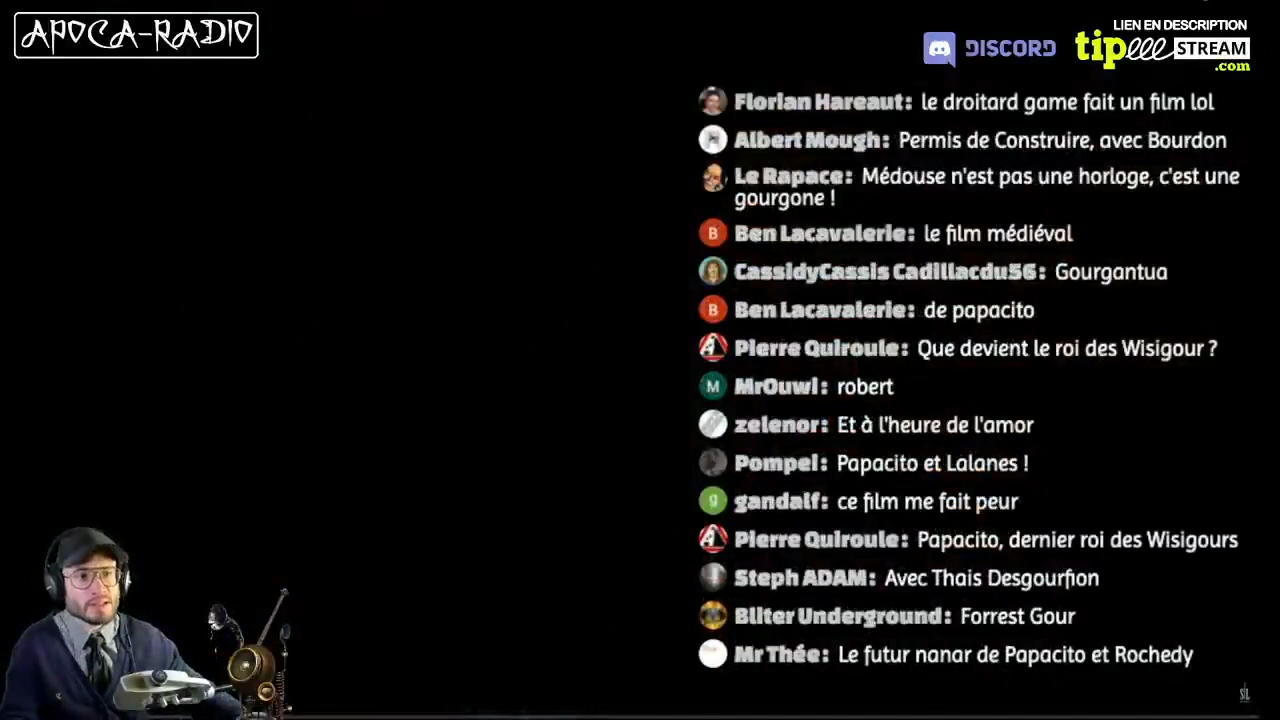 APOCA-RADIO
LIEN EN DESCRIPTION
DISCORD
tipeee STREAM
.com
Florian Hareaut: le droitard game fait un film lol
Albert Mough: Permis de Construire, avec Bourdon
Le Rapace: Médouse n'est pas une horloge, c'est une
gourgone !
Ben Lacavalerie: le film médiéval
CassidyCassis Cadillacdu56: Gourgantua
Ben Lacavalerie: de papacito
Pierre Quiroule: Que devient le roi des Wisigour ?
MrOuwi: robert
zelenor: Et à l'heure de l'amor
Pompei: Papacito et Lalanes !
gandalf: ce film me fait peur
Pierre Quiroule: Papacito, dernier roi des Wisigours
Steph ADAM: Avec Thais Desgourfion
Bliter Underground: Forrest Gour
Mr Thée: Le futur nanar de Papacito et Rochedy